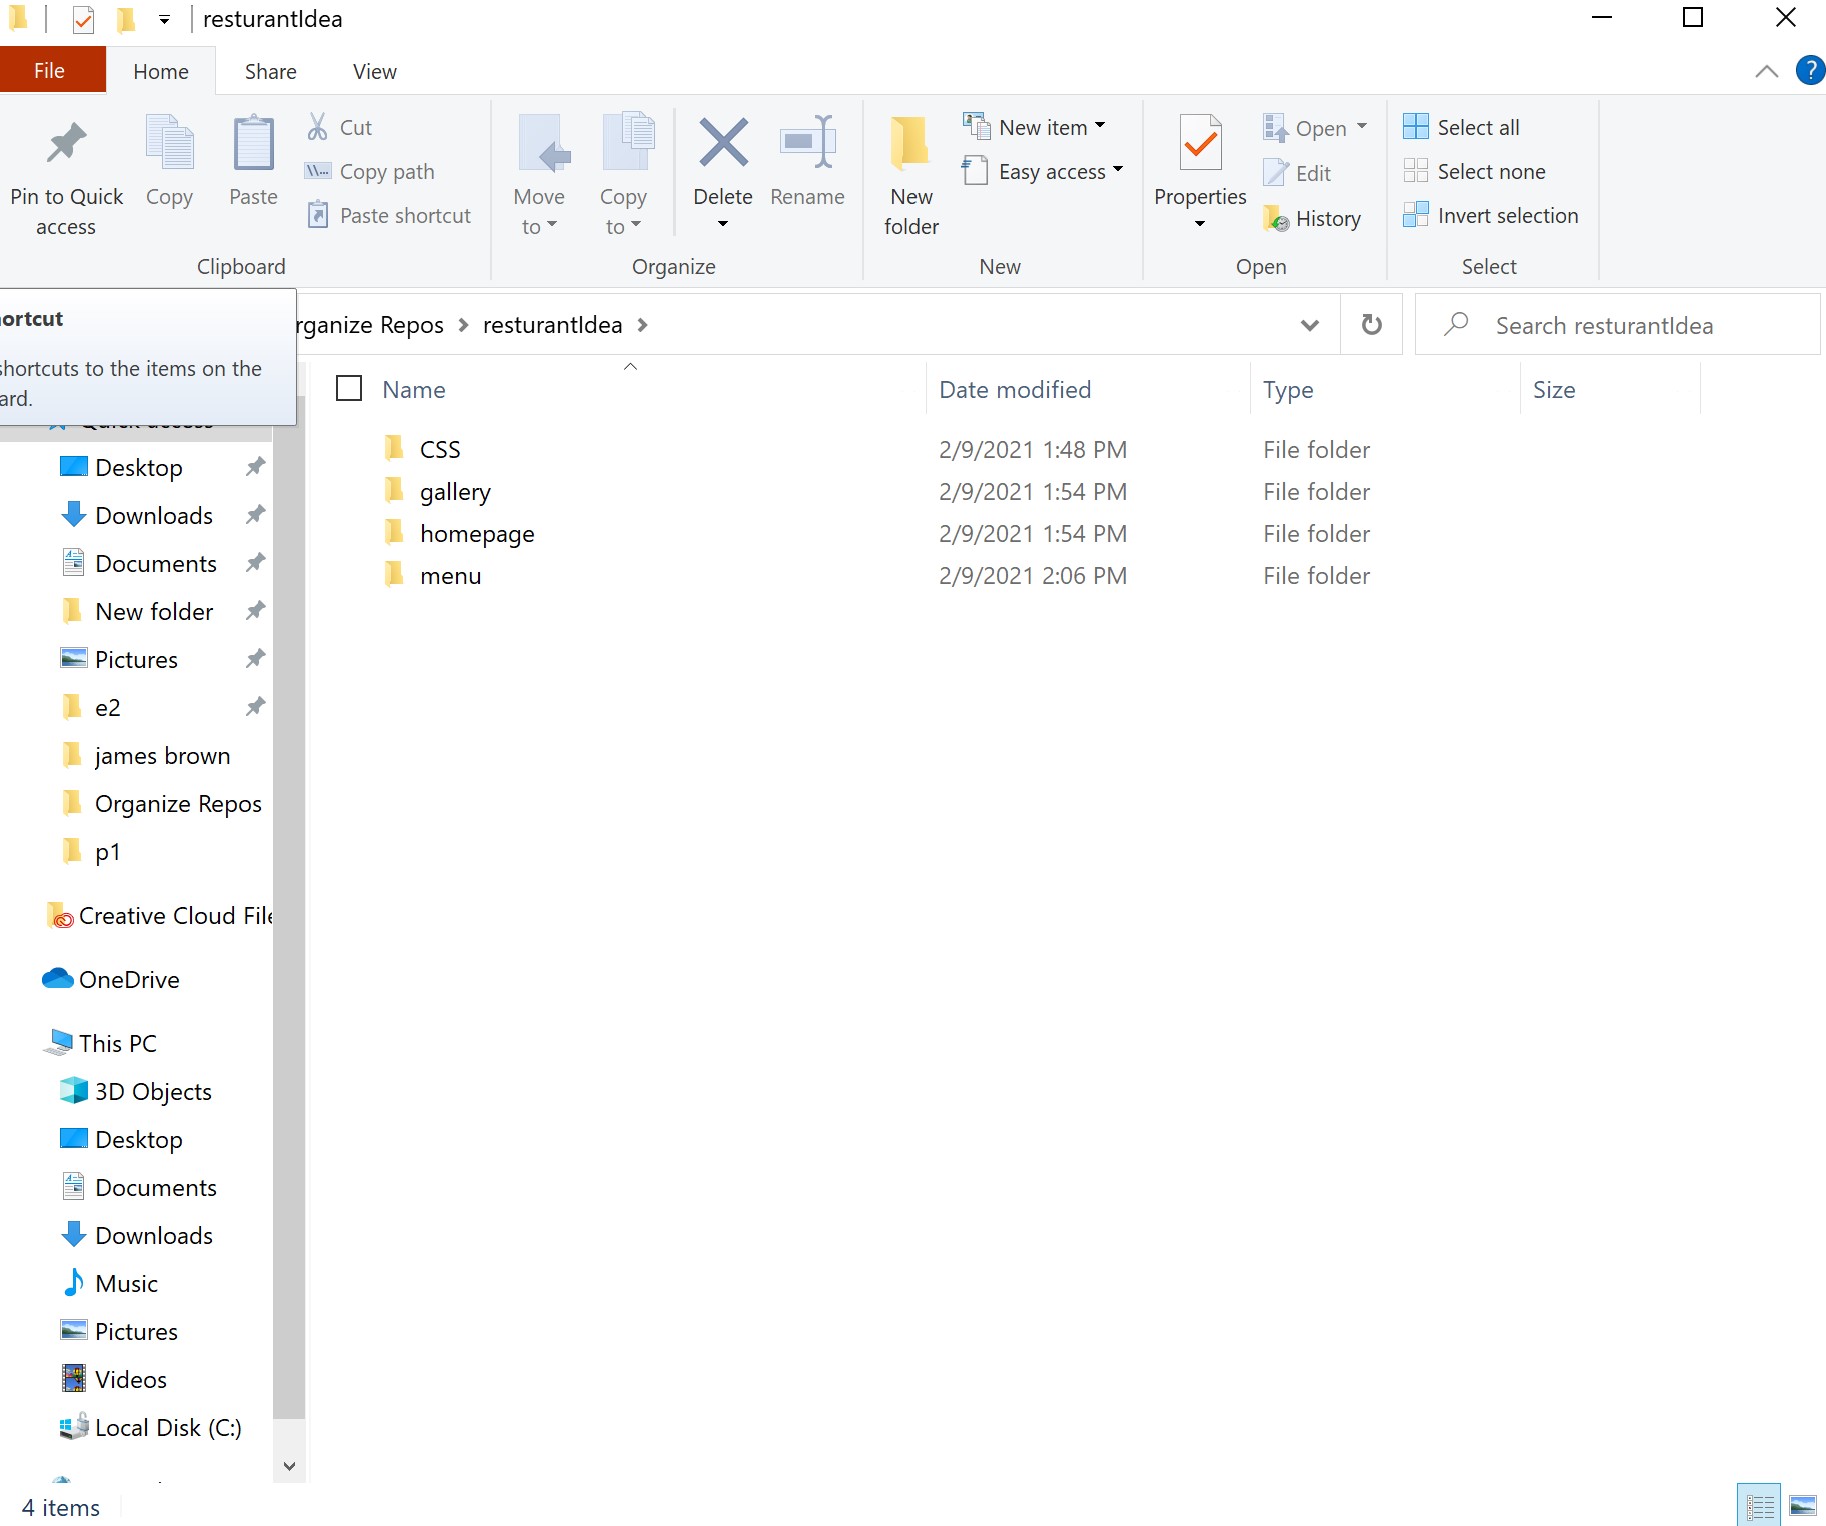 resturantIdea
File Home Share View
?
Pin to Quick access
Copy
Paste
Cut
Copy path
Paste shortcut
Clipboard
Move to
Copy to
Delete
Rename
Organize
New folder
New item
Easy access
New
Properties
Open
Edit
History
Open
Select all
Select none
Invert selection
Select
ortcut
shortcuts to the items on the
ard.
rganize Repos > resturantIdea >
Search resturantIdea
Name Date modified Type Size
CSS 2/9/2021 1:48 PM File folder
gallery 2/9/2021 1:54 PM File folder
homepage 2/9/2021 1:54 PM File folder
menu 2/9/2021 2:06 PM File folder
Quick access
Desktop
Downloads
Documents
New folder
Pictures
e2
james brown
Organize Repos
p1
Creative Cloud File
OneDrive
This PC
3D Objects
Desktop
Documents
Downloads
Music
Pictures
Videos
Local Disk (C:)
4 items